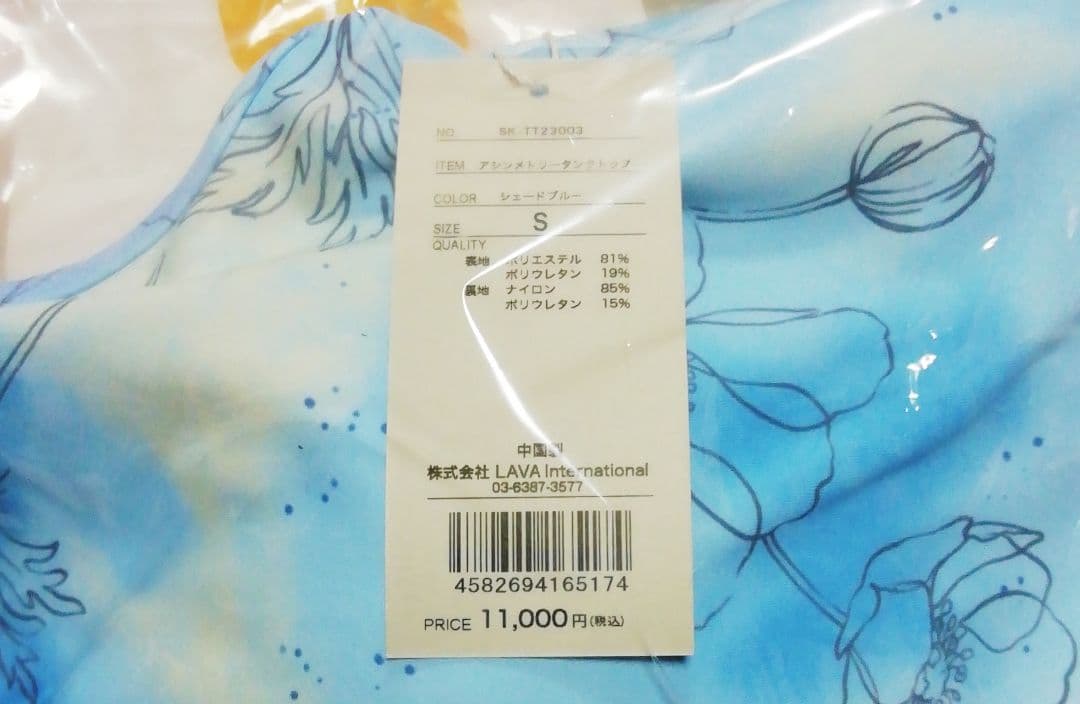 NO. SK-TT23003
ITEM アシンメトリータンクトップ
COLOR シェードブルー
SIZE S
QUALITY
表地 ポリエステル 81%
ポリウレタン 19%
裏地 ナイロン 85%
ポリウレタン 15%
中国製
株式会社 LAVA International
03-6387-3577
4582694165174
PRICE 11,000円(税込)